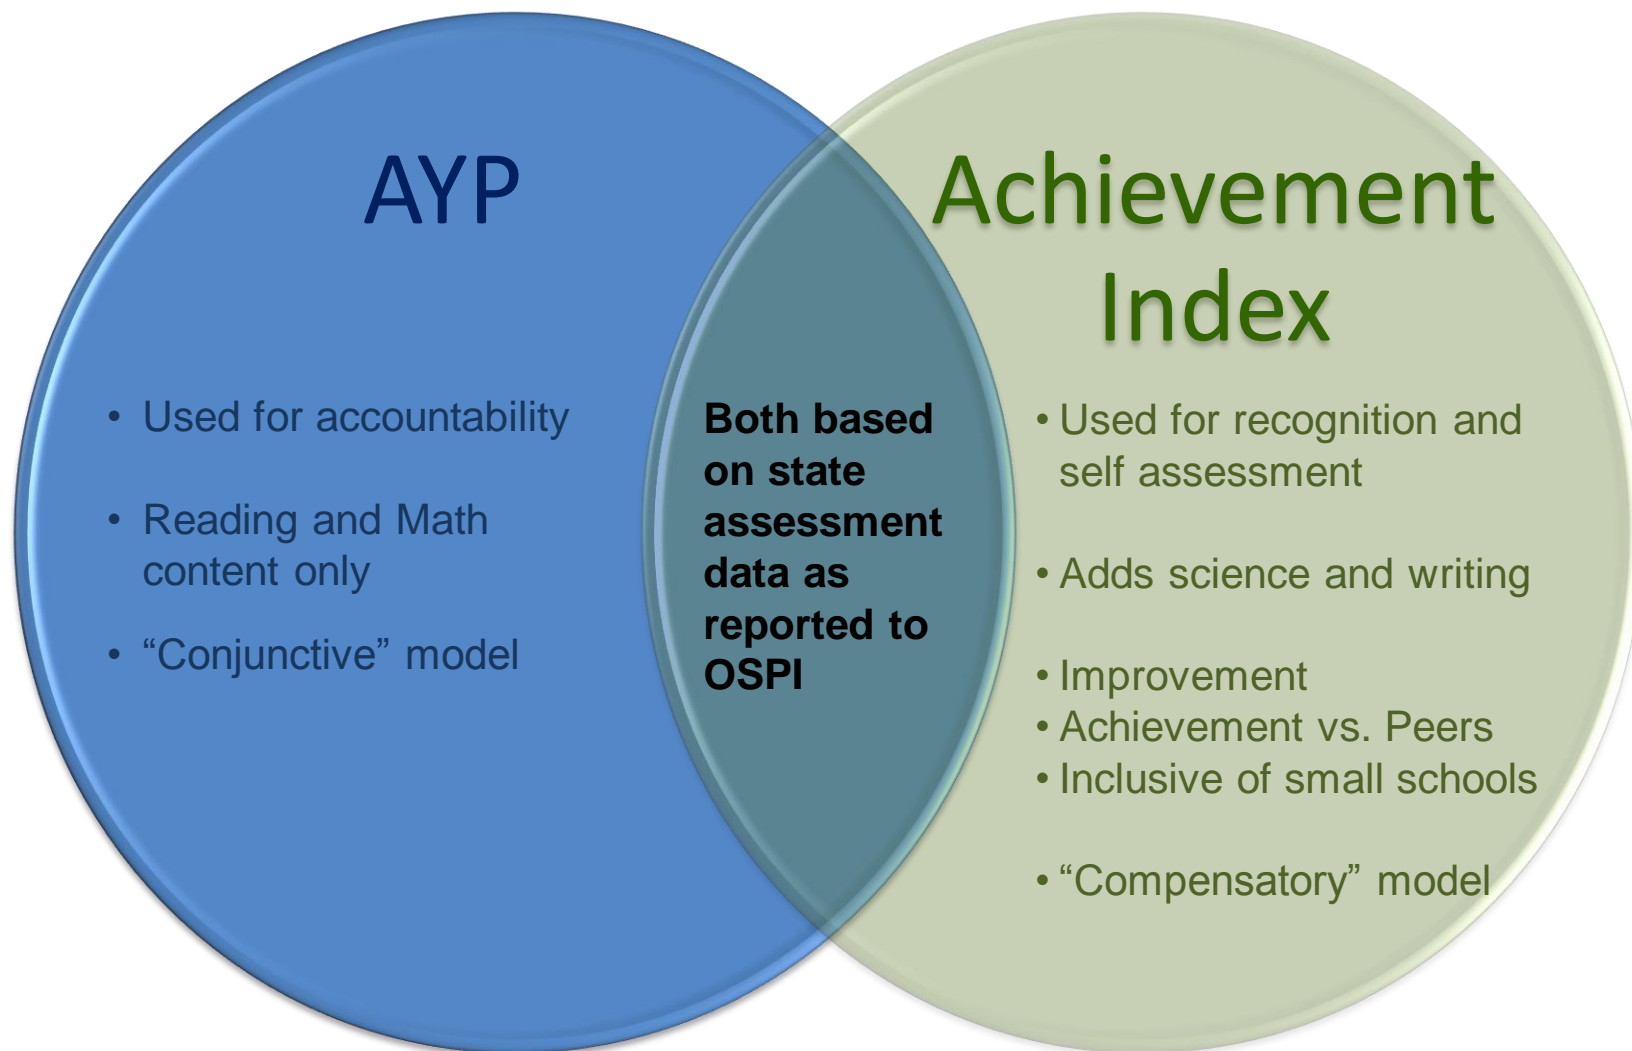 AYP
• Used for accountability
• Reading and Math
content only
• “Conjunctive” model
Both based
on state
assessment
data as
reported to
OSPI
Achievement
Index
• Used for recognition and
self assessment
• Adds science and writing
• Improvement
• Achievement vs. Peers
• Inclusive of small schools
• “Compensatory” model